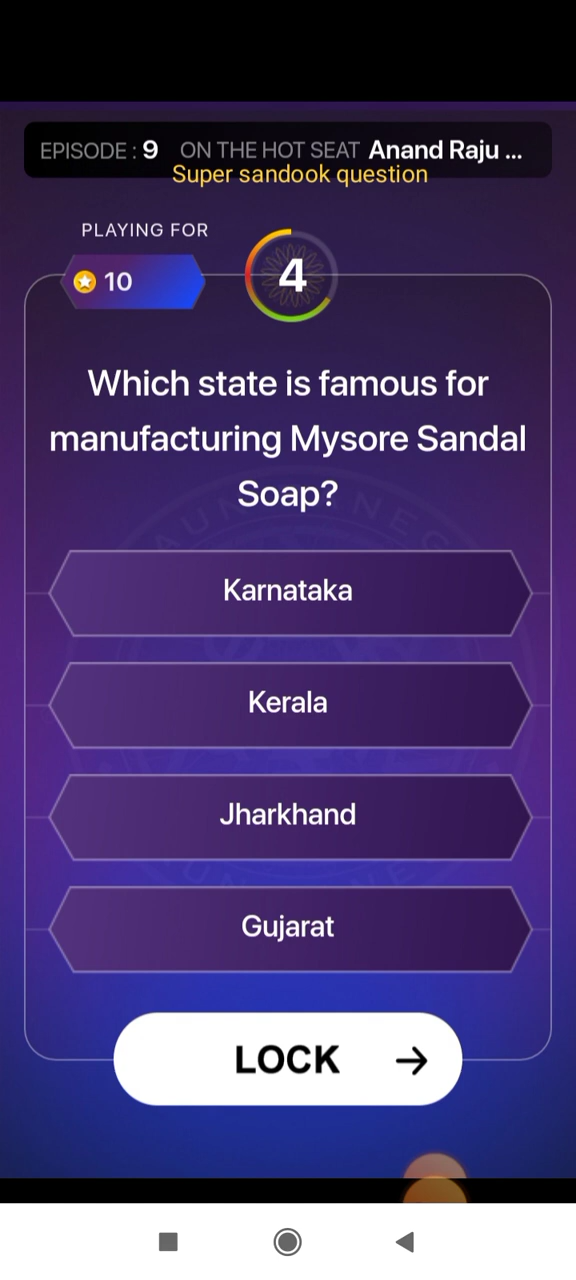 EPISODE : 9 ON THE HOT SEAT Anand Raju ...
Super sandook question
PLAYING FOR
10
4
Which state is famous for
manufacturing Mysore Sandal
Soap?
Karnataka
Kerala
Jharkhand
Gujarat
LOCK →